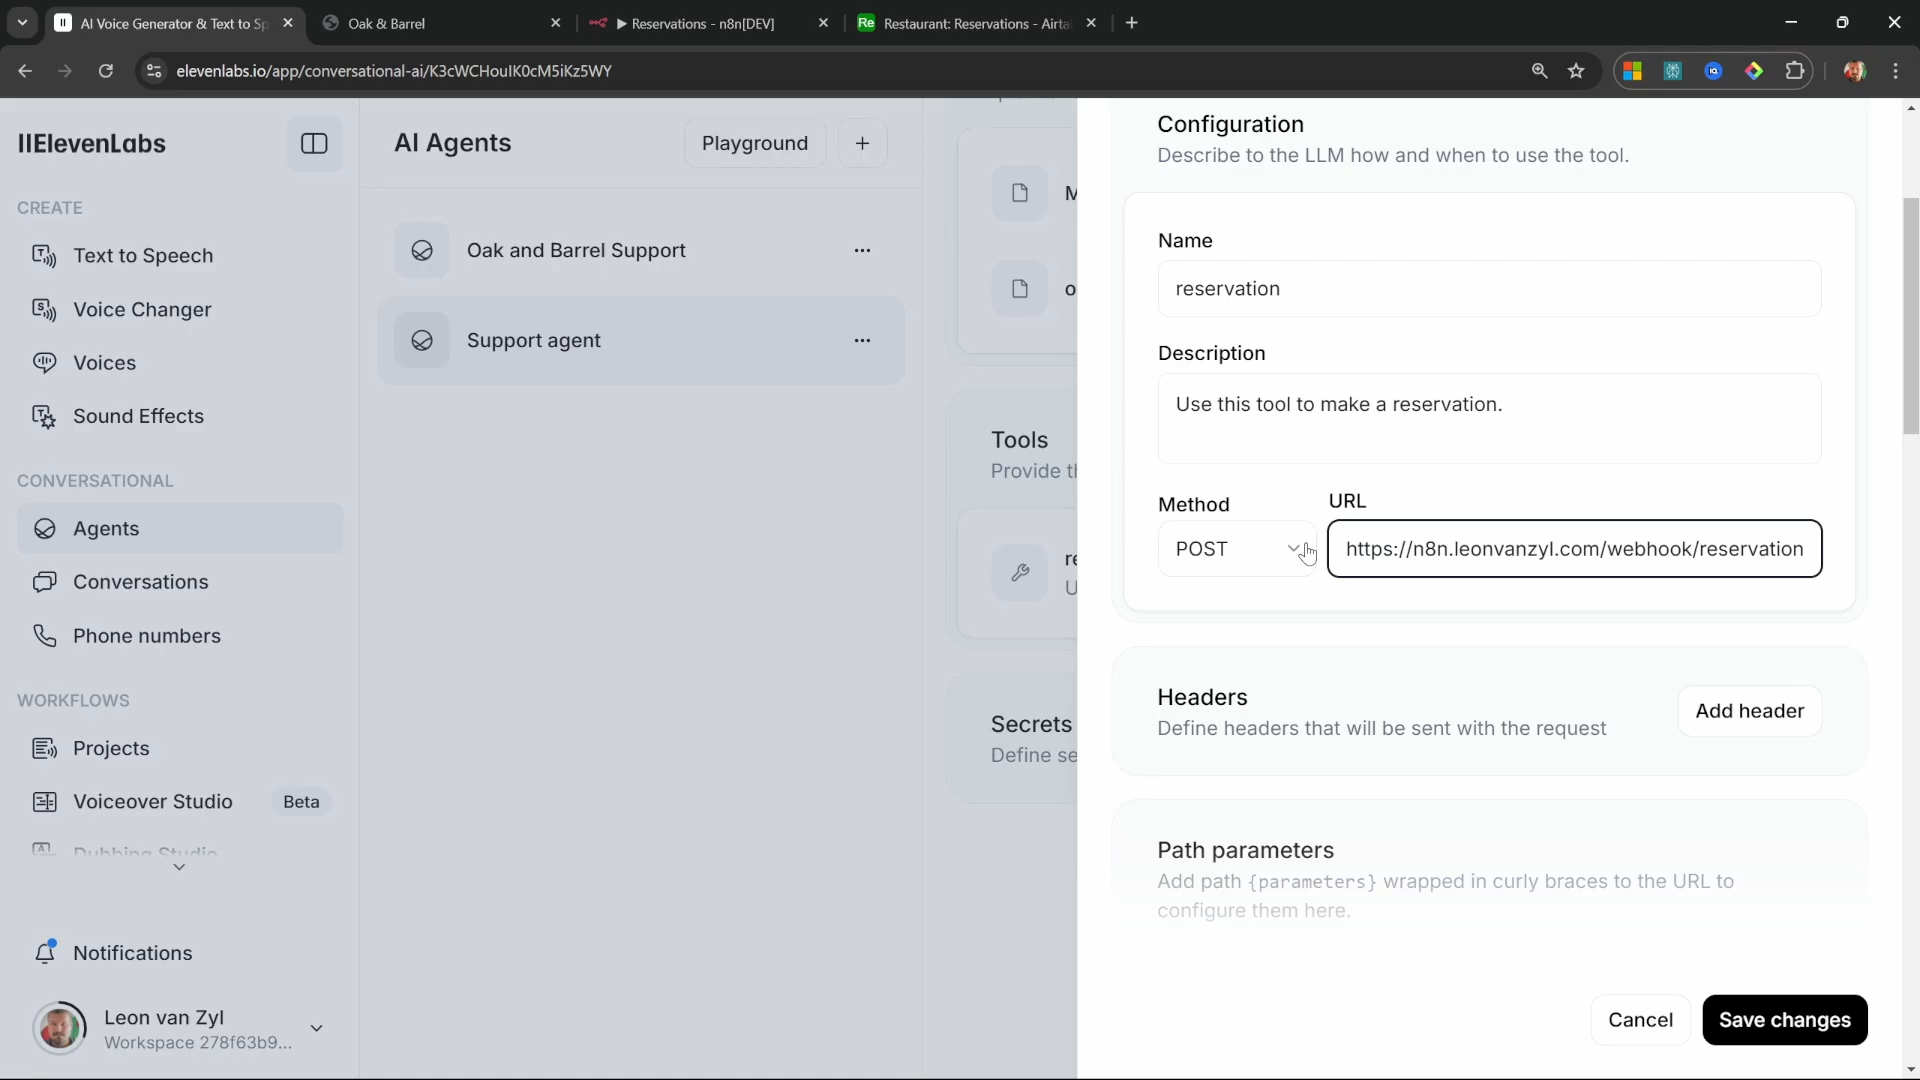 AI Voice Generator & Text to Sp
Oak & Barrel
▶ Reservations - n8n[DEV]
Re
Restaurant: Reservations - Airta
elevenlabs.io/app/conversational-ai/K3cWCHouIK0cM5iKz5WY
IIElevenLabs
CREATE
Text to Speech
Voice Changer
Voices
Sound Effects
CONVERSATIONAL
Agents
Conversations
Phone numbers
WORKFLOWS
Projects
Voiceover Studio Beta
Dubbing Studio
Notifications
Leon van Zyl
Workspace 278f63b9...
AI Agents
Playground
Oak and Barrel Support
Support agent
M
o
Tools
Provide th
re
U
Secrets
Define se
Configuration
Describe to the LLM how and when to use the tool.
Name
reservation
Description
Use this tool to make a reservation.
Method URL
POST https://n8n.leonvanzyl.com/webhook/reservation
Headers
Define headers that will be sent with the request
Add header
Path parameters
Add path {parameters} wrapped in curly braces to the URL to
configure them here.
Cancel Save changes